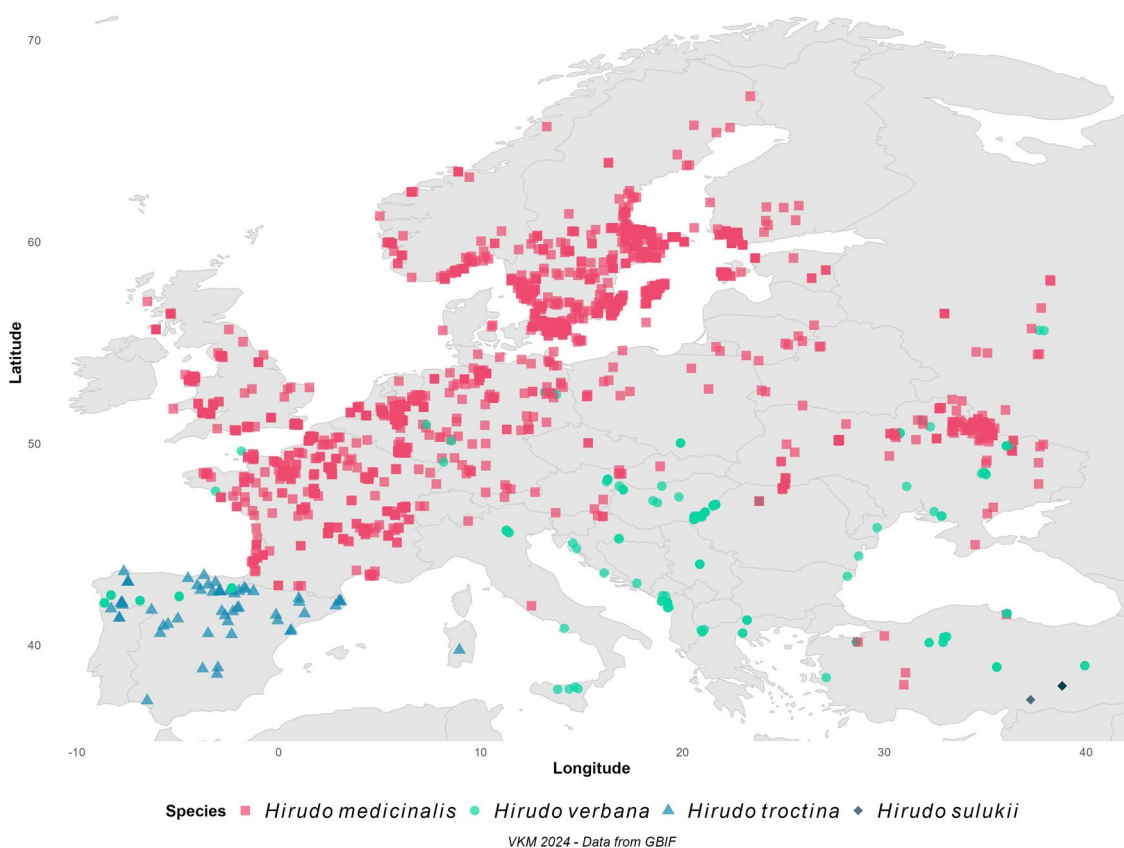 70
60
50
40
Latitude
-10 0 10 20 30 40
Longitude
Species Hirudo medicinalis Hirudo verbana Hirudo troctina Hirudo sulukii
VKM 2024 - Data from GBIF